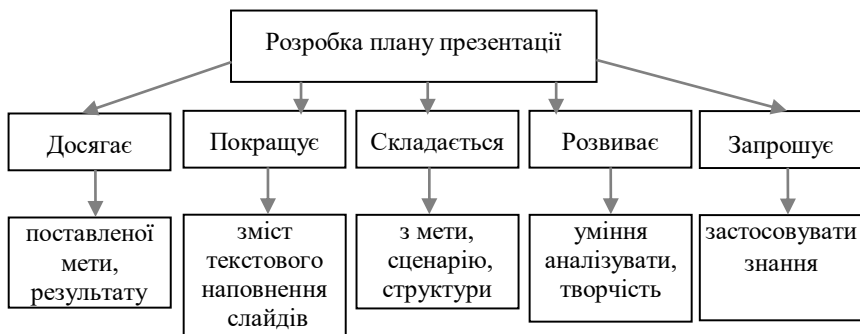 Розробка плану презентації
Досягає
Покращує
Складається
Розвиває
Запрошує
поставленої
мети,
результату
зміст
текстового
наповнення
слайдів
з мети,
сценарію,
структури
уміння
аналізувати,
творчість
застосовувати
знання